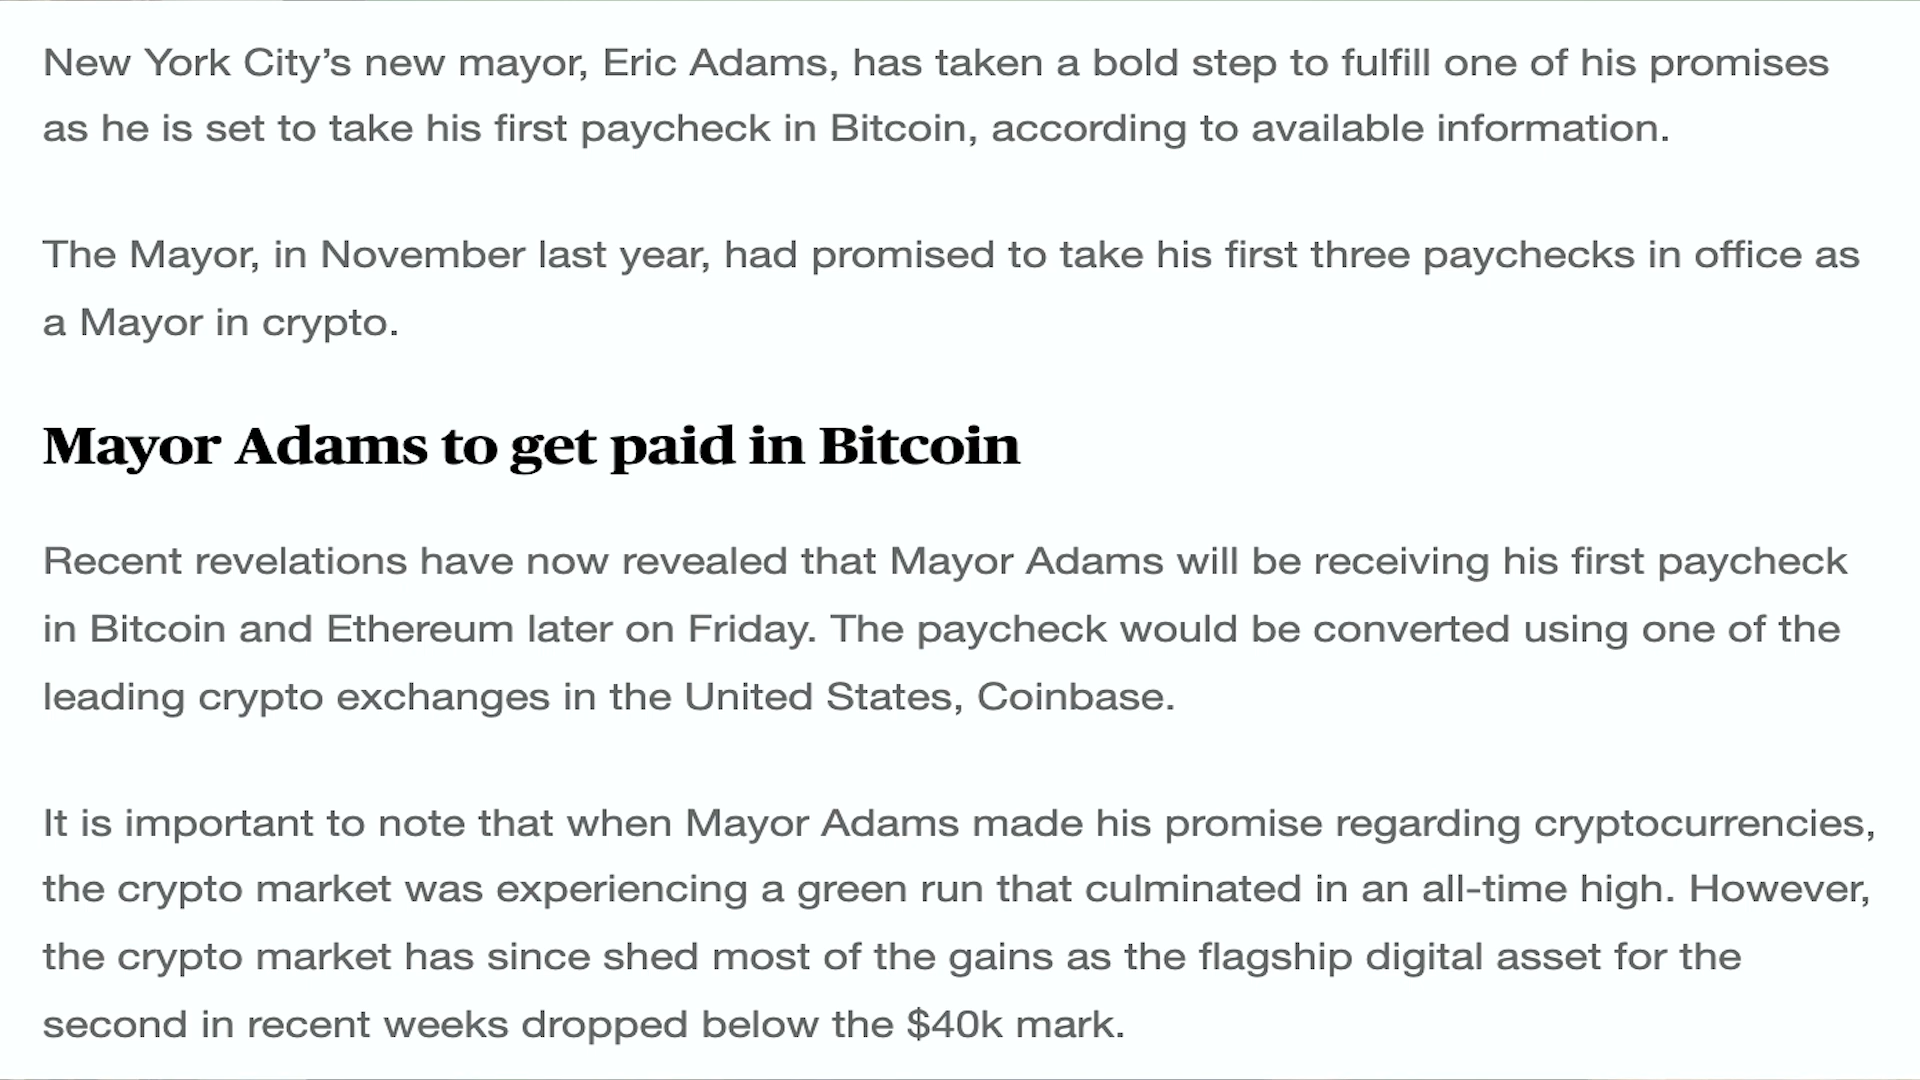 New York City’s new mayor, Eric Adams, has taken a bold step to fulfill one of his promises
as he is set to take his first paycheck in Bitcoin, according to available information.
The Mayor, in November last year, had promised to take his first three paychecks in office as
a Mayor in crypto.
Mayor Adams to get paid in Bitcoin
Recent revelations have now revealed that Mayor Adams will be receiving his first paycheck
in Bitcoin and Ethereum later on Friday. The paycheck would be converted using one of the
leading crypto exchanges in the United States, Coinbase.
It is important to note that when Mayor Adams made his promise regarding cryptocurrencies,
the crypto market was experiencing a green run that culminated in an all-time high. However,
the crypto market has since shed most of the gains as the flagship digital asset for the
second in recent weeks dropped below the $40k mark.